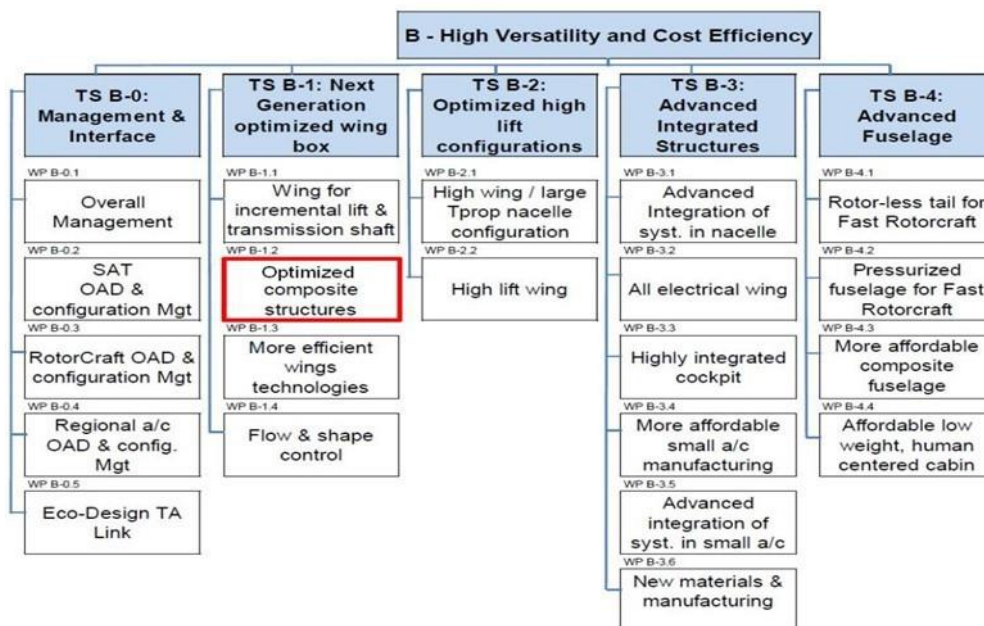 B - High Versatility and Cost Efficiency
TS B-0:
Management &
Interface
WP B-0.1
Overall
Management
WP B-0.2
SAT
OAD &
configuration Mgt
WP B-0.3
RotorCraft OAD &
configuration Mgt
WP B-0.4
Regional a/c
OAD & config.
Mgt
WP B-0.5
Eco-Design TA
Link
TS B-1: Next
Generation
optimized wing
box
WP B-1.1
Wing for
incremental lift &
transmission shaft
WP B-1.2
Optimized
composite
structures
WP B-1.3
More efficient
wings
technologies
WP B-1.4
Flow & shape
control
TS B-2:
Optimized high
lift
configurations
WP B-2.1
High wing / large
Tprop nacelle
configuration
WP B-2.2
High lift wing
TS B-3:
Advanced
Integrated
Structures
WP B-3.1
Advanced
Integration of
syst. in nacelle
WP B-3.2
All electrical wing
WP B-3.3
Highly integrated
cockpit
WP B-3.4
More affordable
small a/c
manufacturing
WP B-3.5
Advanced
integration of
syst. in small a/c
WP B-3.6
New materials &
manufacturing
TS B-4:
Advanced
Fuselage
WP B-4.1
Rotor-less tail for
Fast Rotorcraft
WP B-4.2
Pressurized
fuselage for Fast
Rotorcraft
WP B-4.3
More affordable
composite
fuselage
WP B-4.4
Affordable low
weight, human
centered cabin